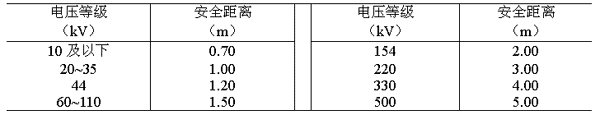 电压等级 安全距离 电压等级 安全距离
（kV） （m） （kV） （m）
10 及以下 0.70 154 2.00
20~35 1.00 220 3.00
44 1.20 330 4.00
60~110 1.50 500 5.00